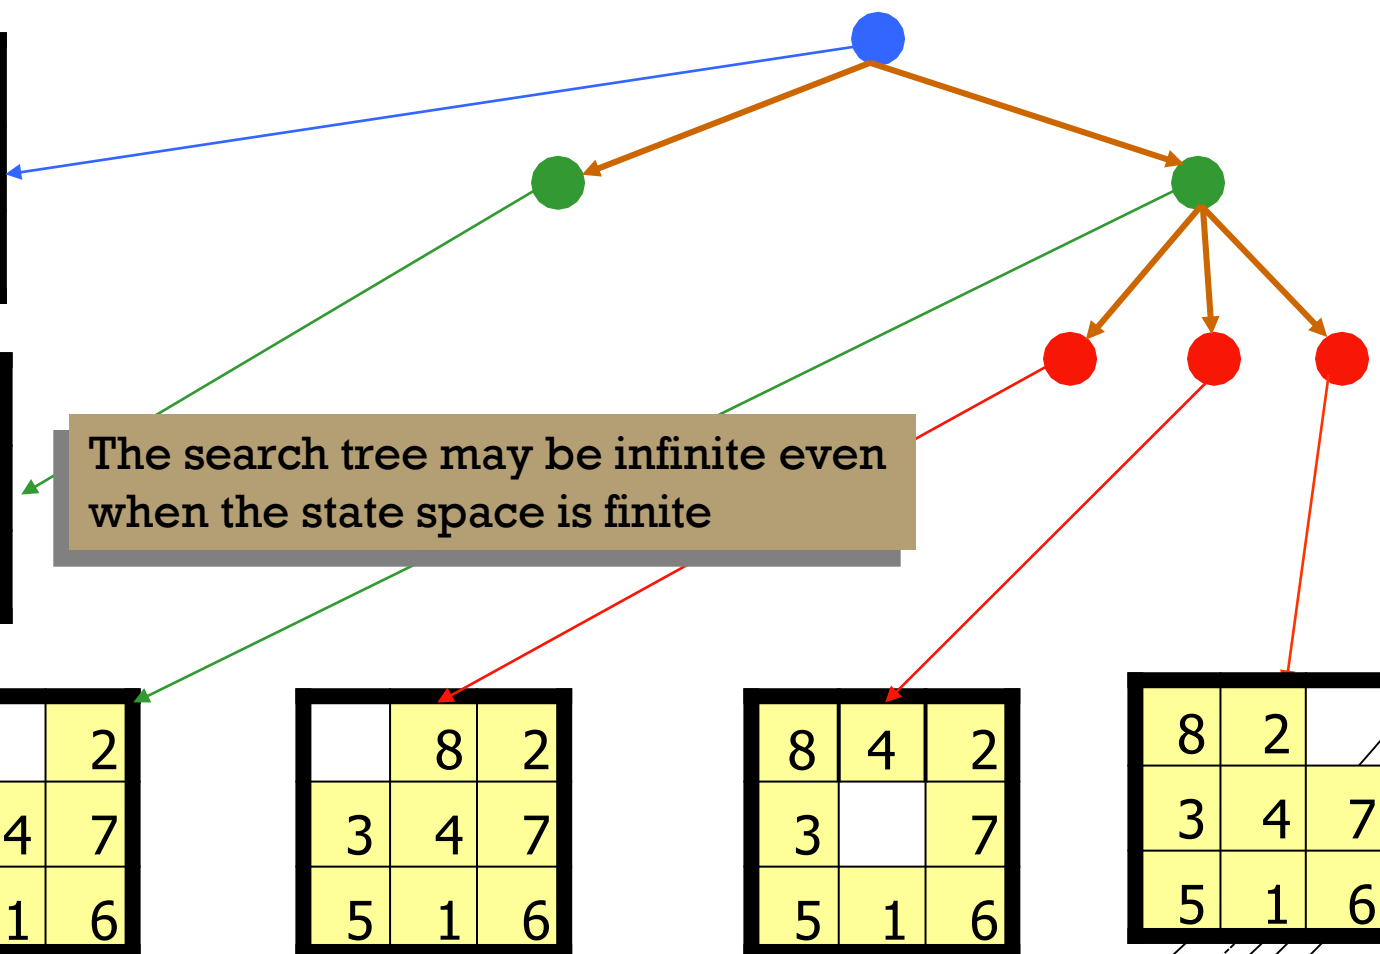 The search tree may be infinite even
when the state space is finite
2
4 7
1 6
8 2
3 4 7
5 1 6
8 4 2
3 7
5 1 6
8 2
3 4 7
5 1 6